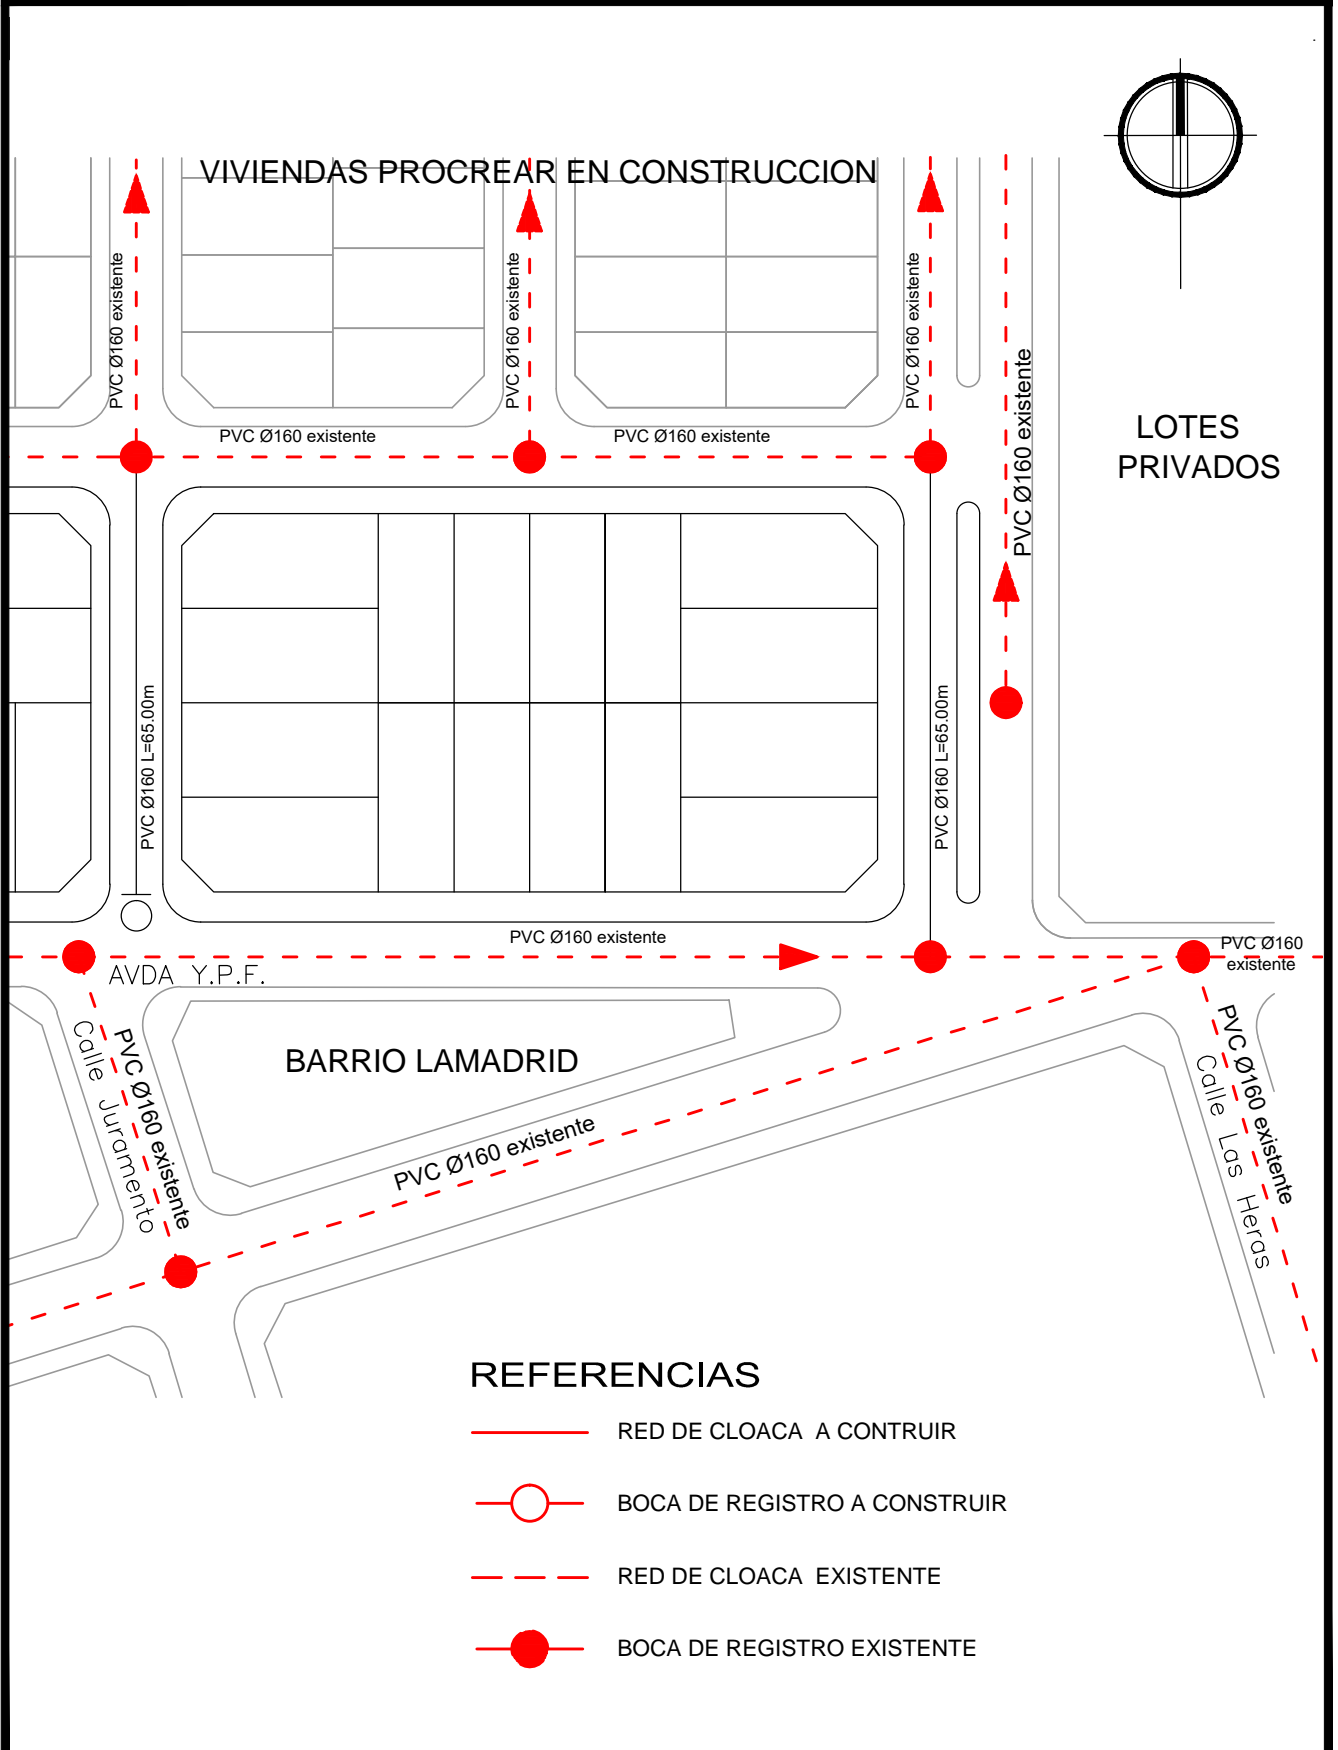 VIVIENDAS PROCREAR EN CONSTRUCCION
PVC Ø160 existente
PVC Ø160 existente
PVC Ø160 existente
PVC Ø160 existente
LOTES
PRIVADOS
PVC Ø160 existente
PVC Ø160 existente
PVC Ø160 L=65.00m
PVC Ø160 L=65.00m
PVC Ø160 existente
PVC Ø160
existente
AVDA Y.P.F.
Calle Juramento
PVC Ø160 existente
BARRIO LAMADRID
PVC Ø160 existente
PVC Ø160 existente
Calle Las Heras
REFERENCIAS
RED DE CLOACA A CONTRUIR
BOCA DE REGISTRO A CONSTRUIR
RED DE CLOACA EXISTENTE
BOCA DE REGISTRO EXISTENTE